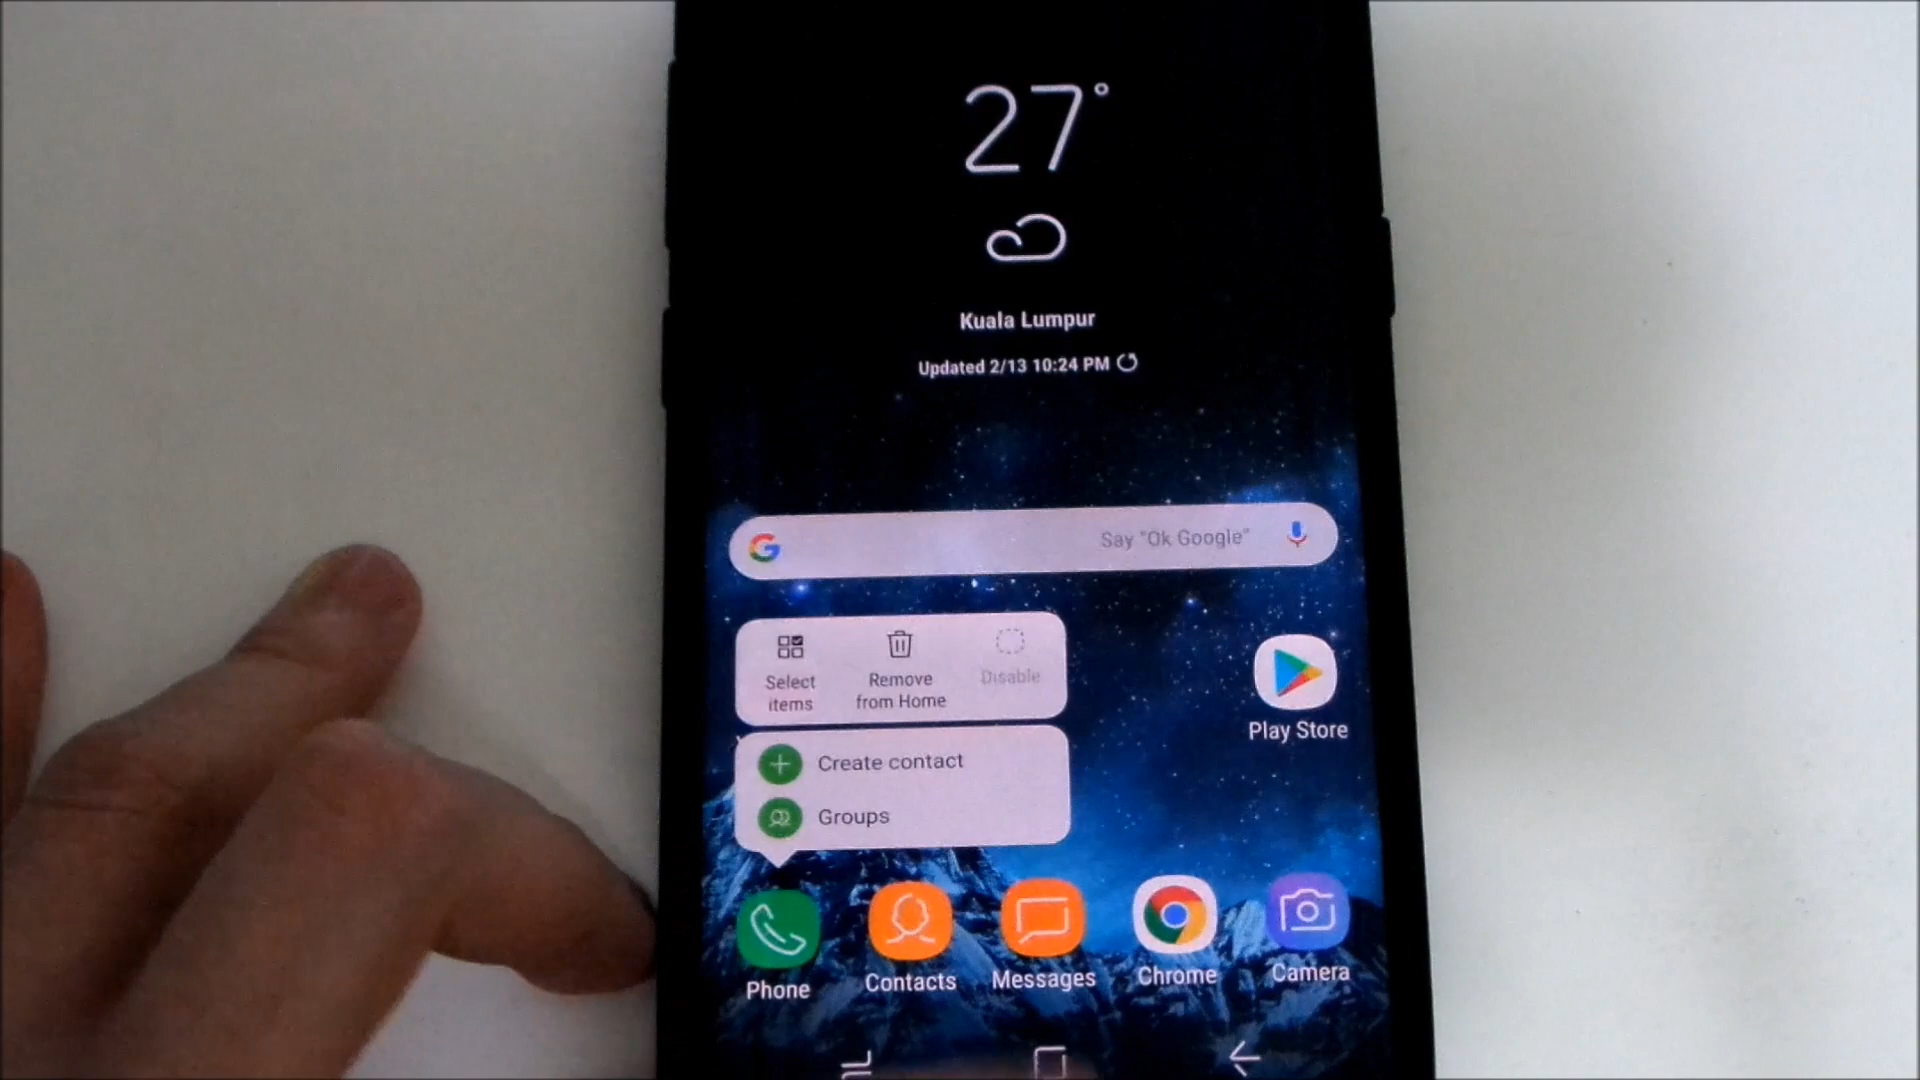 27°
Kuala Lumpur
Updated 2/13 10:24 PM
Say "Ok Google"
Select items
Remove from Home
Disable
Create contact
Groups
Play Store
Phone
Contacts
Messages
Chrome
Camera